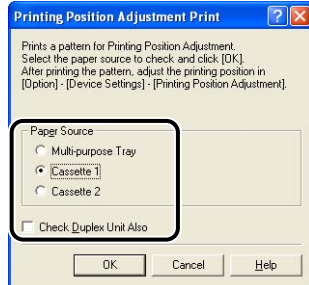 Printing Position Adjustment Print
Prints a pattern for Printing Position Adjustment.
Select the paper source to check and click [OK].
After printing the pattern, adjust the printing position in
[Option] - [Device Settings] - [Printing Position Adjustment].
Paper Source
Multi-purpose Tray
Cassette 1
Cassette 2
Check Duplex Unit Also
OK Cancel Help